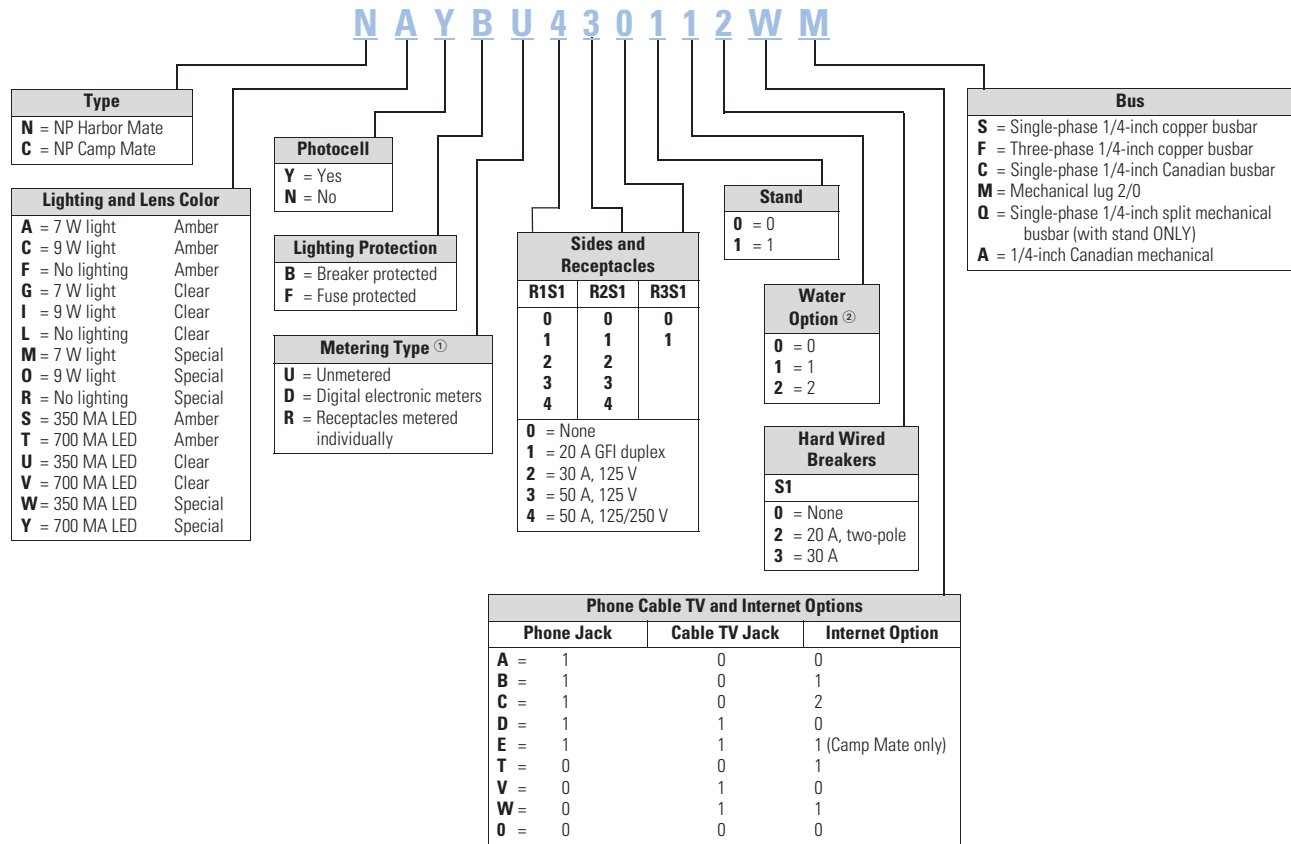 N A Y B U 4 3 0 1 1 2 W M
Type
N = NP Harbor Mate
C = NP Camp Mate
Lighting and Lens Color
A = 7 W light Amber
C = 9 W light Amber
F = No lighting Amber
G = 7 W light Clear
I = 9 W light Clear
L = No lighting Clear
M = 7 W light Special
O = 9 W light Special
R = No lighting Special
S = 350 MA LED Amber
T = 700 MA LED Amber
U = 350 MA LED Clear
V = 700 MA LED Clear
W = 350 MA LED Special
Y = 700 MA LED Special
Photocell
Y = Yes
N = No
Lighting Protection
B = Breaker protected
F = Fuse protected
Metering Type ①
U = Unmetered
D = Digital electronic meters
R = Receptacles metered
individually
Sides and
Receptacles
R1S1 R2S1 R3S1
0 0 0
1 1 1
2 2
3 3
4 4
0 = None
1 = 20 A GFI duplex
2 = 30 A, 125 V
3 = 50 A, 125 V
4 = 50 A, 125/250 V
Stand
0 = 0
1 = 1
Water
Option ②
0 = 0
1 = 1
2 = 2
Hard Wired
Breakers
S1
0 = None
2 = 20 A, two-pole
3 = 30 A
Bus
S = Single-phase 1/4-inch copper busbar
F = Three-phase 1/4-inch copper busbar
C = Single-phase 1/4-inch Canadian busbar
M = Mechanical lug 2/0
Q = Single-phase 1/4-inch split mechanical
busbar (with stand ONLY)
A = 1/4-inch Canadian mechanical
Phone Cable TV and Internet Options
Phone Jack Cable TV Jack Internet Option
A = 1 0 0
B = 1 0 1
C = 1 0 2
D = 1 1 0
E = 1 1 1 (Camp Mate only)
T = 0 0 1
V = 0 1 0
W = 0 1 1
0 = 0 0 0